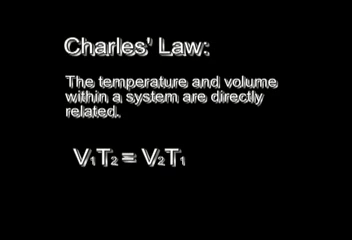 Charles' Law:
The temperature and volume
within a system are directly
related.
V₁T₂ = V₂T₁